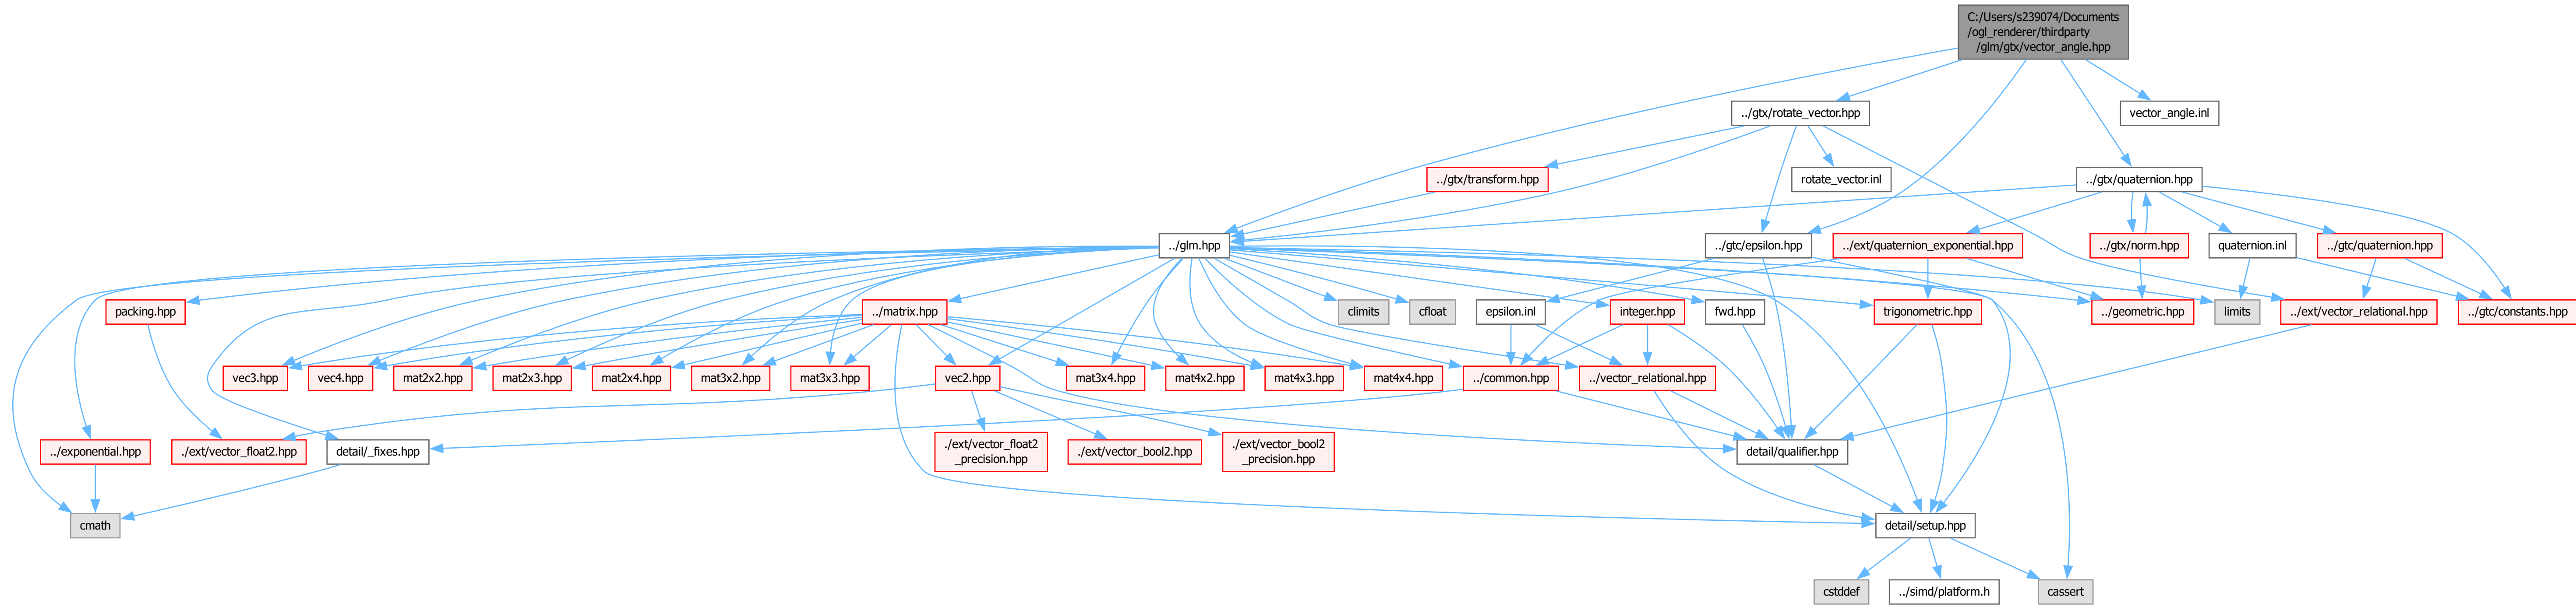 C:/Users/s239074/Documents
/ogl_renderer/thirdparty
/glm/gtx/vector_angle.hpp
../gtx/rotate_vector.hpp
vector_angle.inl
../gtx/transform.hpp
rotate_vector.inl
../gtx/quaternion.hpp
../glm.hpp
../gtc/epsilon.hpp
../ext/quaternion_exponential.hpp
../gtx/norm.hpp
quaternion.inl
../gtc/quaternion.hpp
packing.hpp
../matrix.hpp
climits
cfloat
epsilon.inl
integer.hpp
fwd.hpp
trigonometric.hpp
../geometric.hpp
limits
../ext/vector_relational.hpp
../gtc/constants.hpp
vec3.hpp
vec4.hpp
mat2x2.hpp
mat2x3.hpp
mat2x4.hpp
mat3x2.hpp
mat3x3.hpp
vec2.hpp
mat3x4.hpp
mat4x2.hpp
mat4x3.hpp
mat4x4.hpp
../common.hpp
../vector_relational.hpp
../exponential.hpp
./ext/vector_float2.hpp
detail/_fixes.hpp
./ext/vector_float2
_precision.hpp
./ext/vector_bool2.hpp
./ext/vector_bool2
_precision.hpp
detail/qualifier.hpp
cmath
detail/setup.hpp
cstddef
../simd/platform.h
cassert